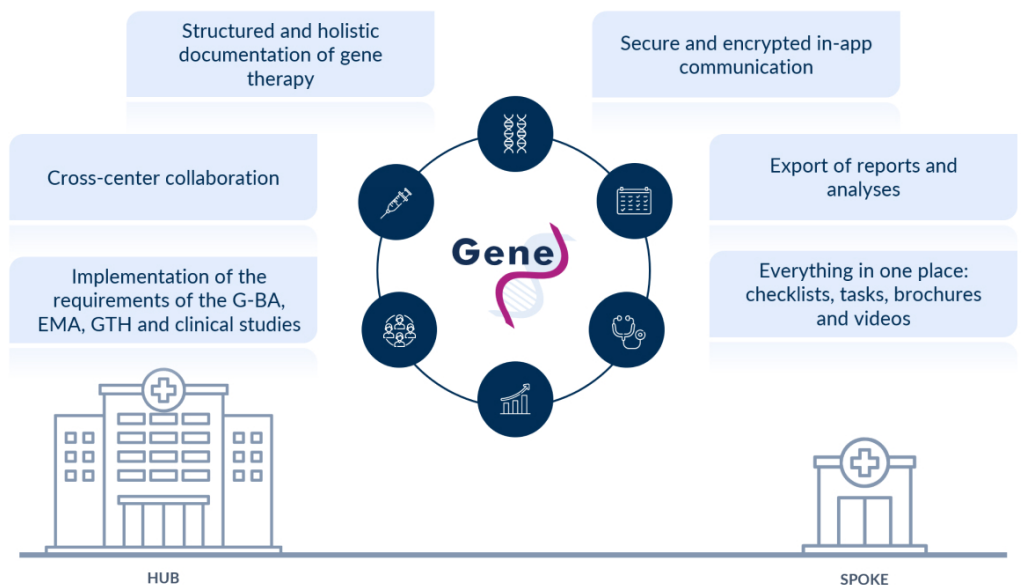 Structured and holistic
documentation of gene
therapy
Secure and encrypted in-app
communication
Cross-center collaboration
Export of reports and
analyses
Gene
Implementation of the
requirements of the G-BA,
EMA, GTH and clinical studies
Everything in one place:
checklists, tasks, brochures
and videos
HUB
SPOKE